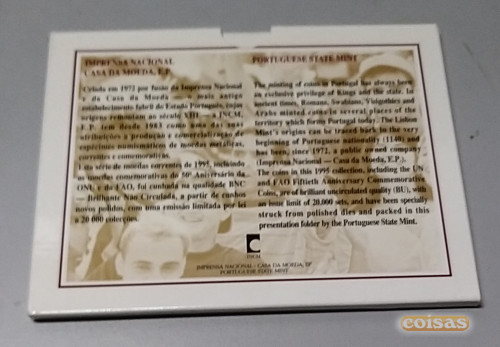 IMPRENSA NACIONAL
CASA DA MOEDA, E.P.
Criada em 1972 por fusão da Imprensa Nacional
e da Casa da Moeda — o mais antigo
estabelecimento fabril do Estado Português, cujas
origens remontam ao século XIII — a INCM,
E.P. tem desde 1983 como uma das suas
atribuições a produção e comercialização de
espécimes numismáticos de moedas metálicas,
correntes e comemorativas.
Esta série de moedas correntes de 1995, incluindo
as moedas comemorativas do 50º Aniversário da
ONU e da FAO, foi cunhada na qualidade BNC
— Brilhante Não Circulada, a partir de cunhos
novos polidos, com uma emissão limitada por lei
a 20 000 colecções.
PORTUGUESE STATE MINT
The minting of coins in Portugal has always been
an exclusive privilege of Kings and the state. In
ancient times, Romans, Swabians, Visigothics and
Arabs minted coins in several places of the
territory which forms Portugal today. The Lisbon
Mint's origins can be traced back in the very
beginning of Portuguese nationality (1140) and
has been, since 1972, a public owned company
(Imprensa Nacional — Casa da Moeda, E.P.).
The coins in this 1995 collection, including the UN
and FAO Fiftieth Anniversary Commemorative
Coins, are of brilliant uncirculated quality (BU), with
an issue limit of 20.000 sets, and have been specially
struck from polished dies and packed in this
presentation folder by the Portuguese State Mint.
INCM
IMPRENSA NACIONAL - CASA DA MOEDA, EP
PORTUGUESE STATE MINT
coisas